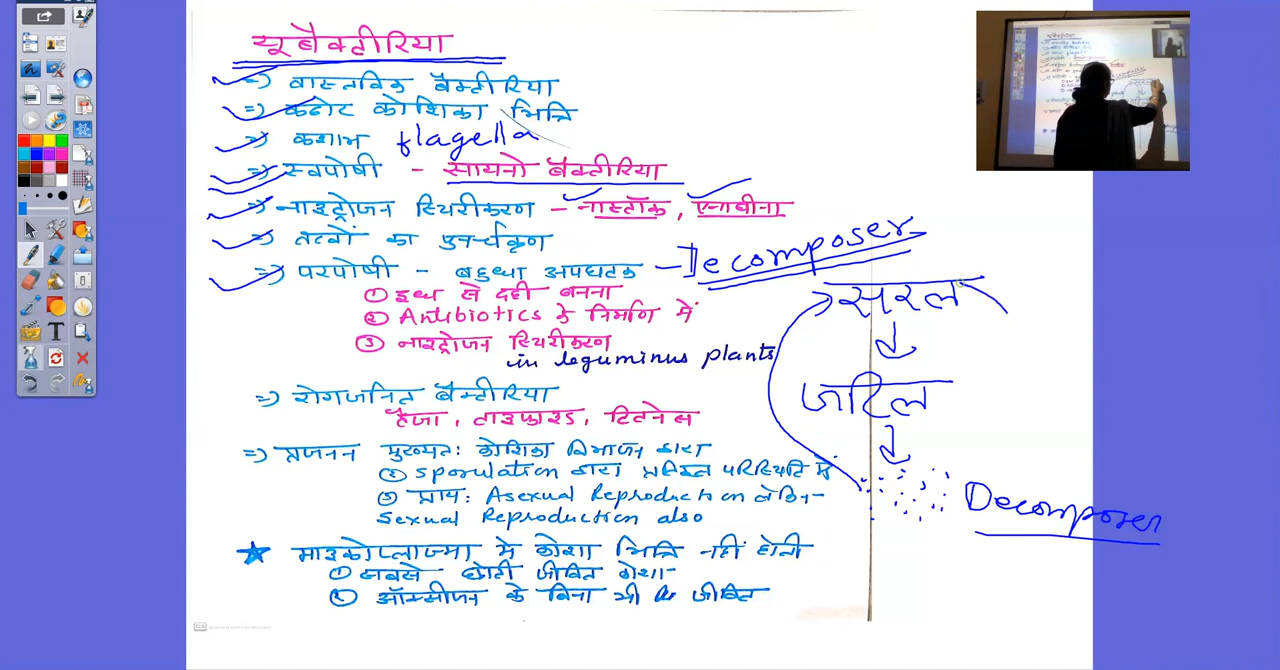 यूबैक्टीरिया
=> वास्तविक बैक्टीरिया
=> कठोर कोशिका भित्ति
=> कशाभ flagella
=> स्वपोषी - सायनो बैक्टीरिया
=> नाइट्रोजन स्थिरीकरण - नास्टॉक, एनाबीना
=> तत्वों का पुनर्चक्रण
=> परपोषी - बहुधा अपघटक - Decomposer
① दूध से दही बनना
② Antibiotics के निर्माण में
③ नाइट्रोजन स्थिरीकरण
in leguminus plants
=> रोगजनित बैक्टीरिया
हैजा, टाइफाइड, टिटनेस
=> प्रजनन मुख्यतः कोशिका विभाजन द्वारा
② Sporulation द्वारा प्रतिकूल परिस्थिति में
③ प्रायः Asexual Reproduction लेकिन
Sexual Reproduction also
★ माइकोप्लाज्मा में कोशा भित्ति नहीं होती
① सबसे छोटी जीवित कोशा
② ऑक्सीजन के बिना भी जीवित
सरल
जटिल
Decomposer